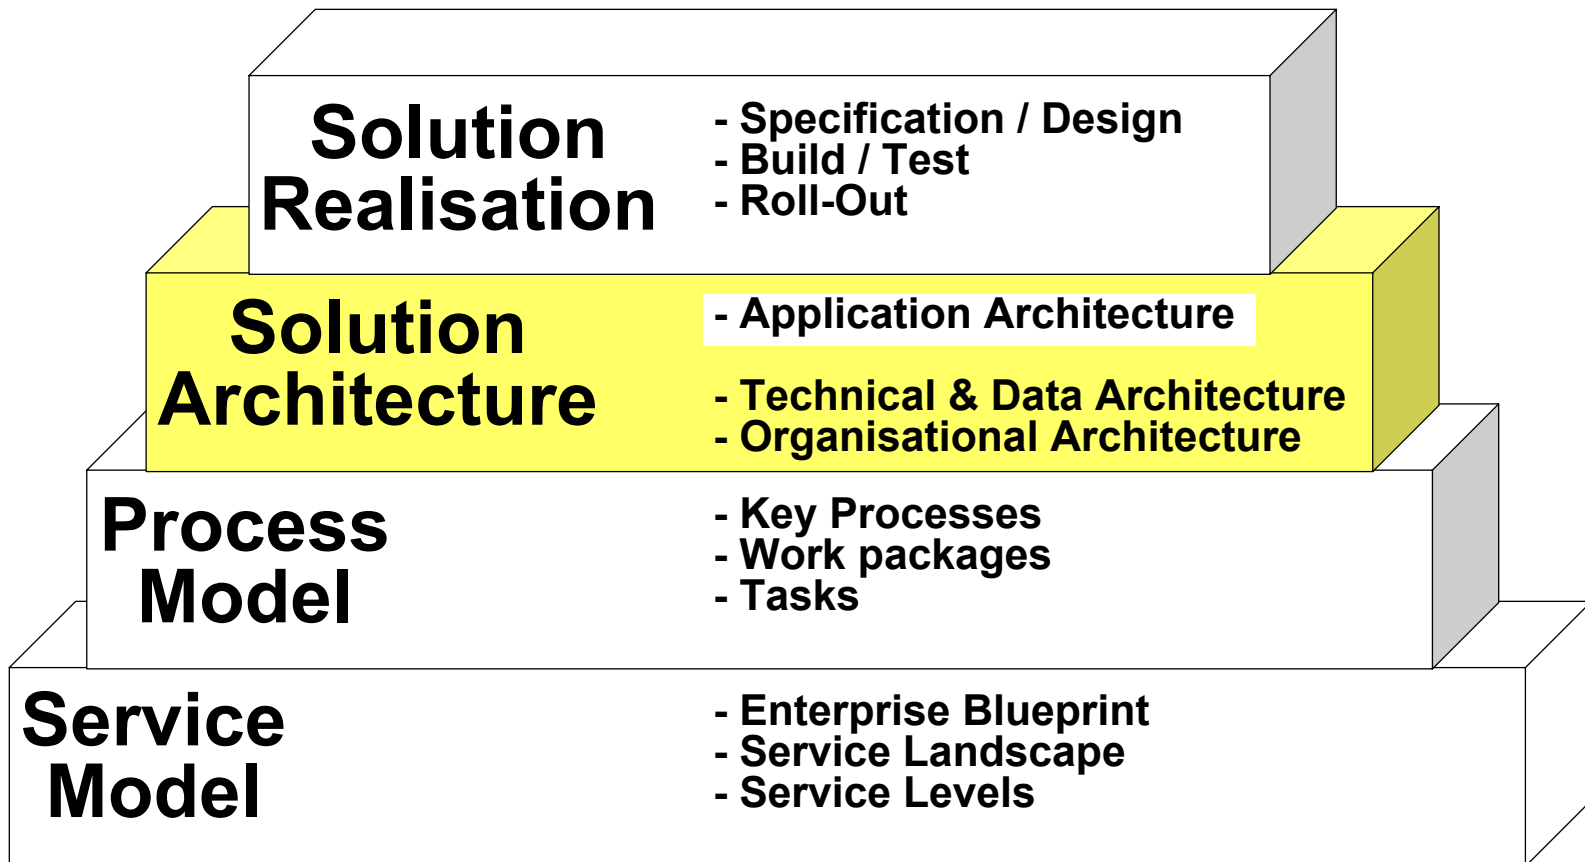 Solution
Realisation
- Specification / Design
- Build / Test
- Roll-Out
Solution
Architecture
- Application Architecture
- Technical & Data Architecture
- Organisational Architecture
Process
Model
- Key Processes
- Work packages
- Tasks
Service
Model
- Enterprise Blueprint
- Service Landscape
- Service Levels